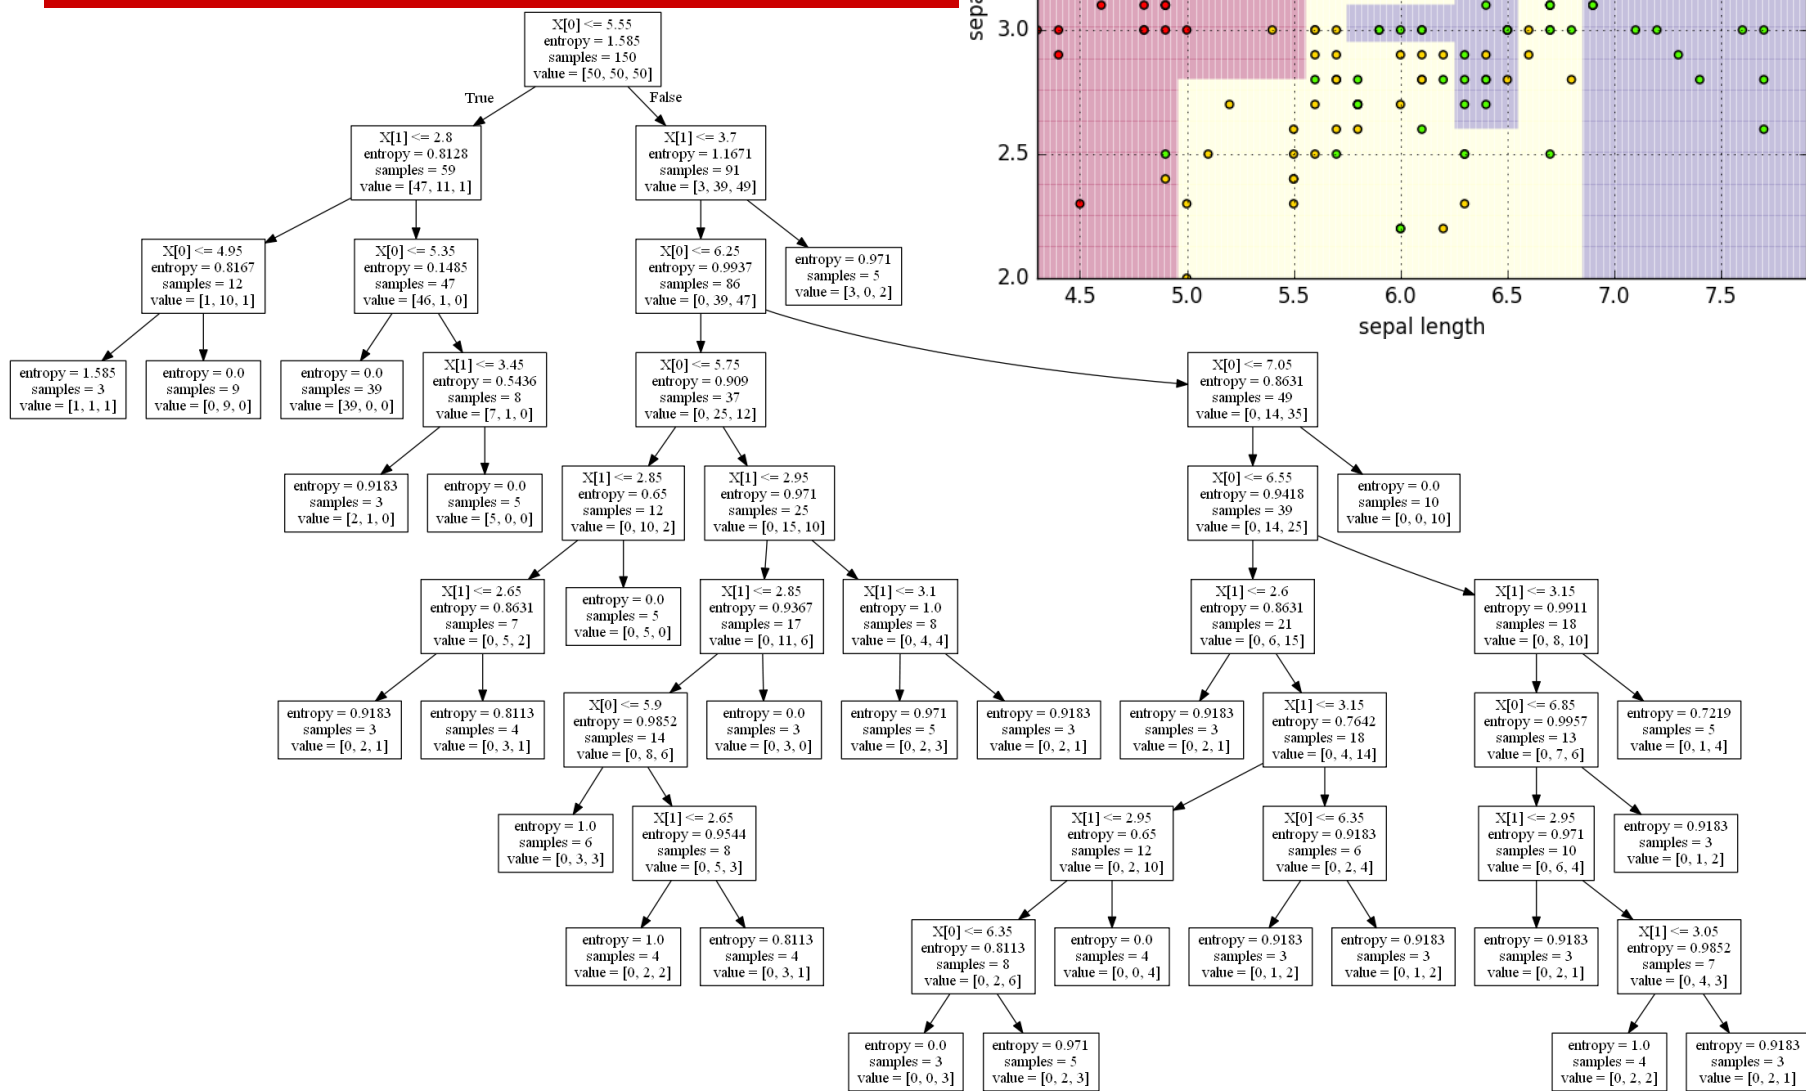 X[0] <= 5.55
entropy = 1.585
samples = 150
value = [50, 50, 50]
True
False
X[1] <= 2.8
entropy = 0.8128
samples = 59
value = [47, 11, 1]
X[1] <= 3.7
entropy = 1.1671
samples = 91
value = [3, 39, 49]
X[0] <= 4.95
entropy = 0.8167
samples = 12
value = [1, 10, 1]
X[0] <= 5.35
entropy = 0.1485
samples = 47
value = [46, 1, 0]
X[0] <= 6.25
entropy = 0.9937
samples = 86
value = [0, 39, 47]
entropy = 0.971
samples = 5
value = [3, 0, 2]
entropy = 1.585
samples = 3
value = [1, 1, 1]
entropy = 0.0
samples = 9
value = [0, 9, 0]
entropy = 0.0
samples = 39
value = [39, 0, 0]
X[1] <= 3.45
entropy = 0.5436
samples = 8
value = [7, 1, 0]
X[0] <= 5.75
entropy = 0.909
samples = 37
value = [0, 25, 12]
X[0] <= 7.05
entropy = 0.8631
samples = 49
value = [0, 14, 35]
entropy = 0.9183
samples = 3
value = [2, 1, 0]
entropy = 0.0
samples = 5
value = [5, 0, 0]
X[1] <= 2.85
entropy = 0.65
samples = 12
value = [0, 10, 2]
X[1] <= 2.95
entropy = 0.971
samples = 25
value = [0, 15, 10]
X[0] <= 6.55
entropy = 0.9418
samples = 39
value = [0, 14, 25]
entropy = 0.0
samples = 10
value = [0, 0, 10]
X[1] <= 2.65
entropy = 0.8631
samples = 7
value = [0, 5, 2]
entropy = 0.0
samples = 5
value = [0, 5, 0]
X[1] <= 2.85
entropy = 0.9367
samples = 17
value = [0, 11, 6]
X[1] <= 3.1
entropy = 1.0
samples = 8
value = [0, 4, 4]
X[1] <= 2.6
entropy = 0.8631
samples = 21
value = [0, 6, 15]
X[1] <= 3.15
entropy = 0.9911
samples = 18
value = [0, 8, 10]
entropy = 0.9183
samples = 3
value = [0, 2, 1]
entropy = 0.8113
samples = 4
value = [0, 3, 1]
X[0] <= 5.9
entropy = 0.9852
samples = 14
value = [0, 8, 6]
entropy = 0.0
samples = 3
value = [0, 3, 0]
entropy = 0.971
samples = 5
value = [0, 2, 3]
entropy = 0.9183
samples = 3
value = [0, 2, 1]
entropy = 0.9183
samples = 3
value = [0, 2, 1]
X[1] <= 3.15
entropy = 0.7642
samples = 18
value = [0, 4, 14]
X[0] <= 6.85
entropy = 0.9957
samples = 13
value = [0, 7, 6]
entropy = 0.7219
samples = 5
value = [0, 1, 4]
entropy = 1.0
samples = 6
value = [0, 3, 3]
X[1] <= 2.65
entropy = 0.9544
samples = 8
value = [0, 5, 3]
X[1] <= 2.95
entropy = 0.65
samples = 12
value = [0, 2, 10]
X[0] <= 6.35
entropy = 0.9183
samples = 6
value = [0, 2, 4]
X[1] <= 2.95
entropy = 0.971
samples = 10
value = [0, 6, 4]
entropy = 0.9183
samples = 3
value = [0, 1, 2]
entropy = 1.0
samples = 4
value = [0, 2, 2]
entropy = 0.8113
samples = 4
value = [0, 3, 1]
X[0] <= 6.35
entropy = 0.8113
samples = 8
value = [0, 2, 6]
entropy = 0.0
samples = 4
value = [0, 0, 4]
entropy = 0.9183
samples = 3
value = [0, 1, 2]
entropy = 0.9183
samples = 3
value = [0, 1, 2]
entropy = 0.9183
samples = 3
value = [0, 2, 1]
X[1] <= 3.05
entropy = 0.9852
samples = 7
value = [0, 4, 3]
entropy = 0.0
samples = 3
value = [0, 0, 3]
entropy = 0.971
samples = 5
value = [0, 2, 3]
entropy = 1.0
samples = 4
value = [0, 2, 2]
entropy = 0.9183
samples = 3
value = [0, 2, 1]
sepa
3.0
2.5
2.0
4.5 5.0 5.5 6.0 6.5 7.0 7.5
sepal length